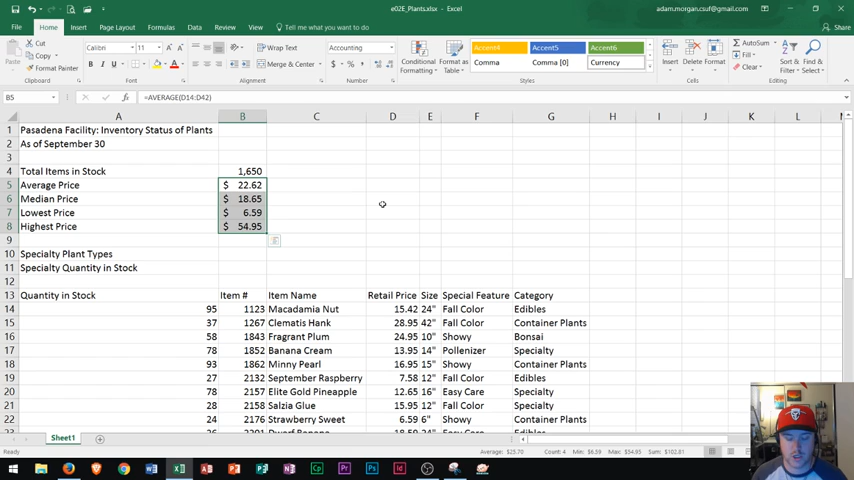 e02E_Plants.xlsx - Excel
adam.morgan.csuf@gmail.com
File Home Insert Page Layout Formulas Data Review View Tell me what you want to do Share
Cut
Copy
Format Painter
Paste
Clipboard
Calibri 11
B I U
Font
Wrap Text
Merge & Center
Alignment
Accounting
$ % ,
Number
Conditional Formatting
Format as Table
Accent4 Accent5 Accent6
Comma Comma [0] Currency
Styles
Insert Delete Format
Cells
AutoSum
Fill
Clear
Sort & Filter
Find & Select
Editing
B5 fx =AVERAGE(D14:D42)
A B C D E F G H I J K L M
1 Pasadena Facility: Inventory Status of Plants
2 As of September 30
3
4 Total Items in Stock 1,650
5 Average Price $ 22.62
6 Median Price $ 18.65
7 Lowest Price $ 6.59
8 Highest Price $ 54.95
9
10 Specialty Plant Types
11 Specialty Quantity in Stock
12
13 Quantity in Stock Item # Item Name Retail Price Size Special Feature Category
14 95 1123 Macadamia Nut 15.42 24" Fall Color Edibles
15 37 1267 Clematis Hank 28.95 42" Fall Color Container Plants
16 58 1843 Fragrant Plum 24.95 10" Showy Bonsai
17 78 1852 Banana Cream 13.95 14" Pollenizer Specialty
18 93 1862 Minny Pearl 16.95 15" Showy Container Plants
19 27 2132 September Raspberry 7.58 12" Fall Color Edibles
20 78 2157 Elite Gold Pineapple 12.65 16" Easy Care Specialty
21 28 2158 Salzia Glue 15.95 12" Fall Color Edibles
22 24 2176 Strawberry Sweet 6.59 6" Showy Container Plants
Dwarf Banana 24" Easy Care Specialty
Sheet1
Average: $25.70 Count: 4 Min: $6.59 Max: $54.95 Sum: $102.81